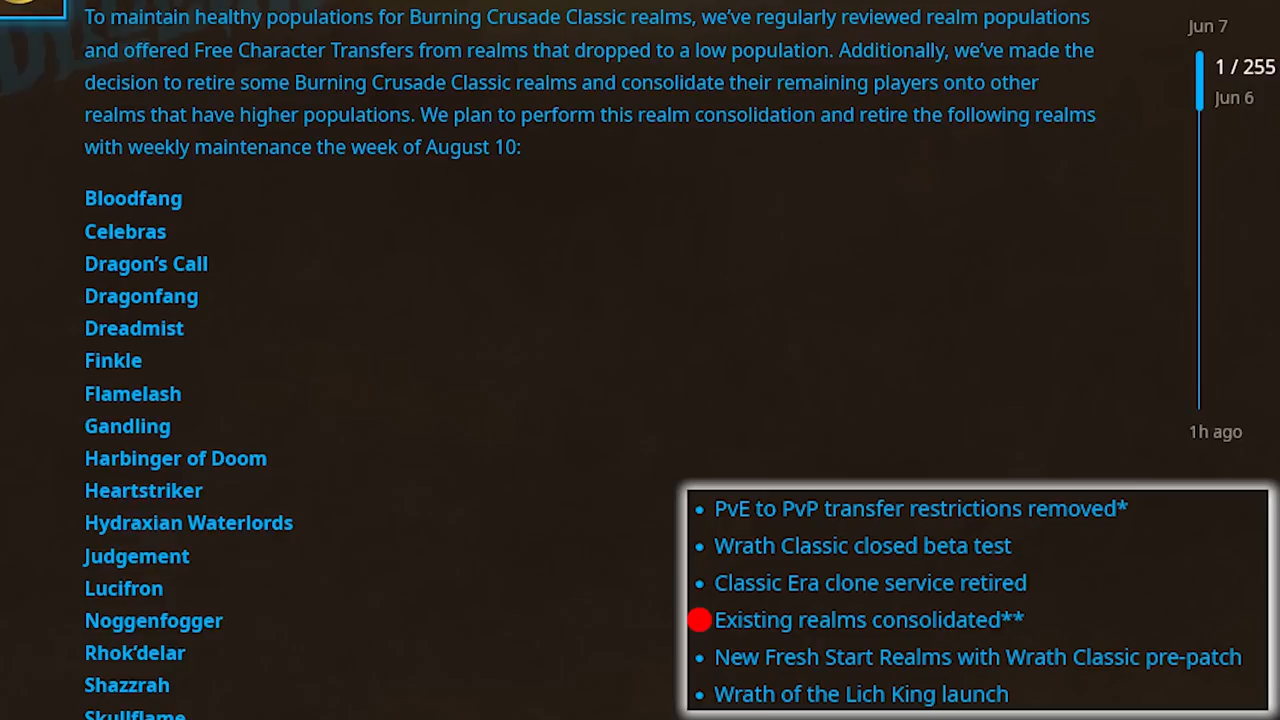 To maintain healthy populations for Burning Crusade Classic realms, we’ve regularly reviewed realm populations
and offered Free Character Transfers from realms that dropped to a low population. Additionally, we’ve made the
decision to retire some Burning Crusade Classic realms and consolidate their remaining players onto other
realms that have higher populations. We plan to perform this realm consolidation and retire the following realms
with weekly maintenance the week of August 10:
Bloodfang
Celebras
Dragon’s Call
Dragonfang
Dreadmist
Finkle
Flamelash
Gandling
Harbinger of Doom
Heartstriker
Hydraxian Waterlords
Judgement
Lucifron
Noggenfogger
Rhok’delar
Shazzrah
Skullflame
Jun 7
1 / 255
Jun 6
1h ago
• PvE to PvP transfer restrictions removed*
• Wrath Classic closed beta test
• Classic Era clone service retired
Existing realms consolidated**
• New Fresh Start Realms with Wrath Classic pre-patch
• Wrath of the Lich King launch